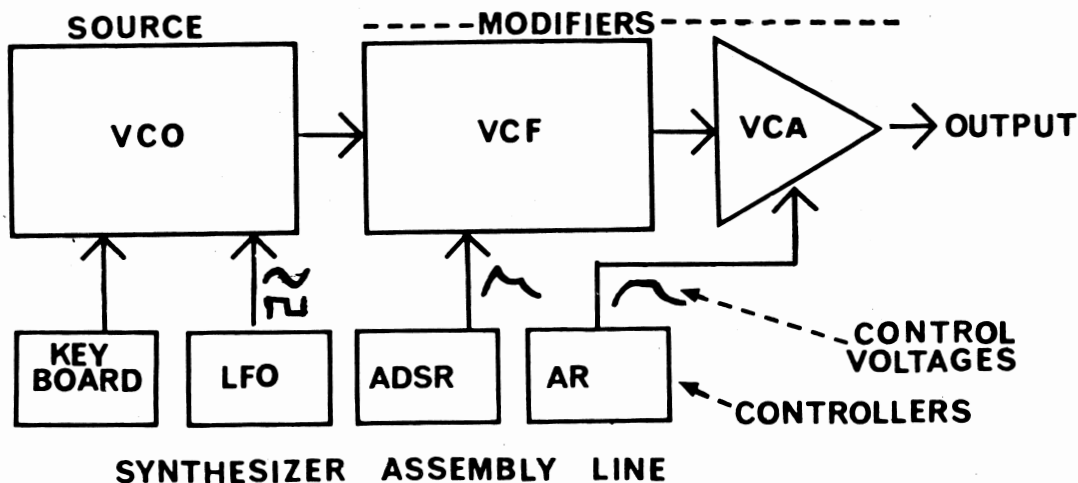 SOURCE
MODIFIERS
VCO
VCF
VCA
OUTPUT
KEY
BOARD
LFO
ADSR
AR
CONTROL
VOLTAGES
CONTROLLERS
SYNTHESIZER ASSEMBLY LINE